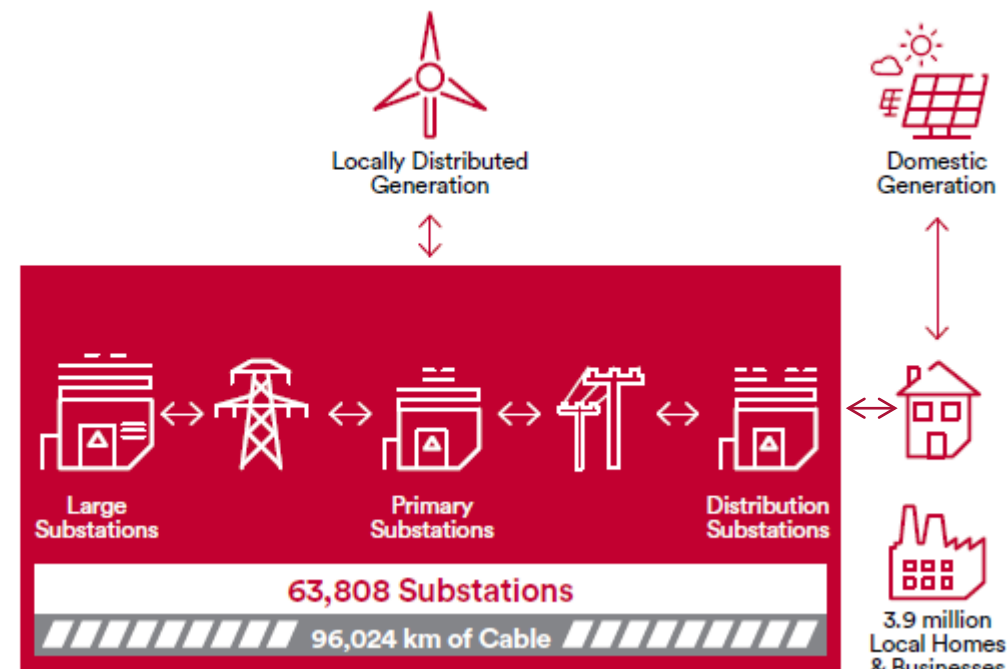 Locally Distributed
Generation
Domestic
Generation
Large
Substations
Primary
Substations
Distribution
Substations
63,808 Substations
96,024 km of Cable
3.9 million
Local Homes
& Businesses